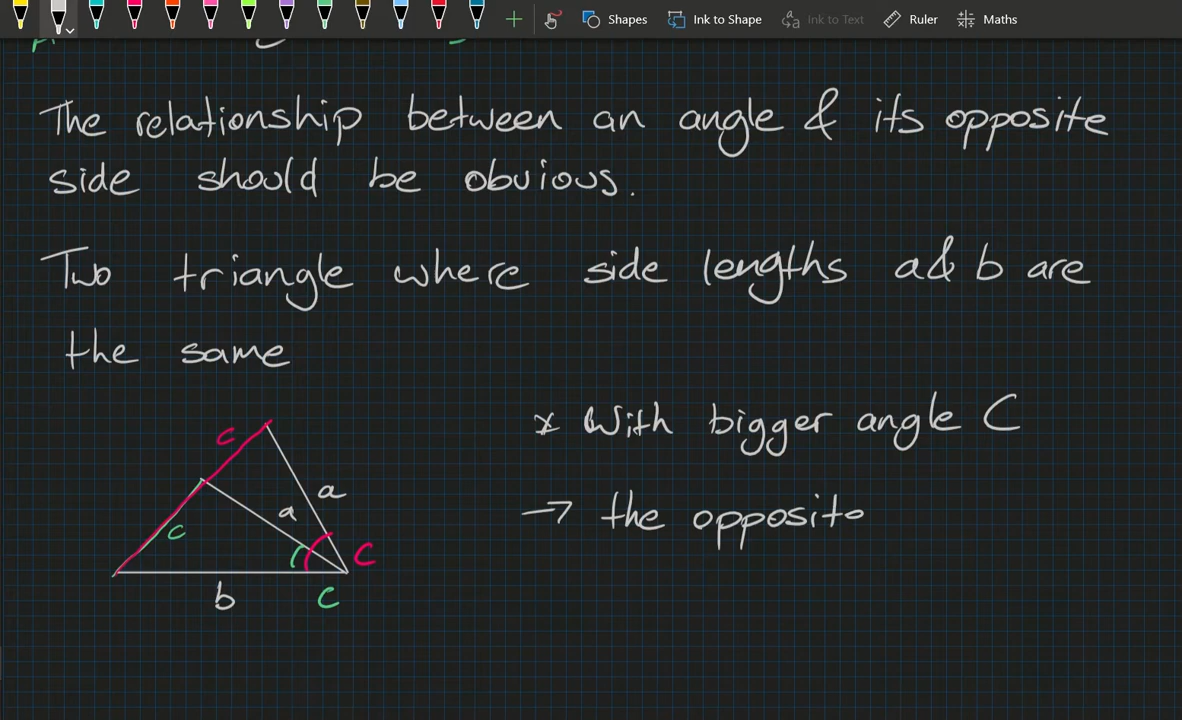 Shapes Ink to Shape Ink to Text Ruler Maths
The relationship between an angle & its opposite
side should be obvious.
Two triangle where side lengths a & b are
the same
* With bigger angle C
→ the opposite
c
a
a
c
C
b
C